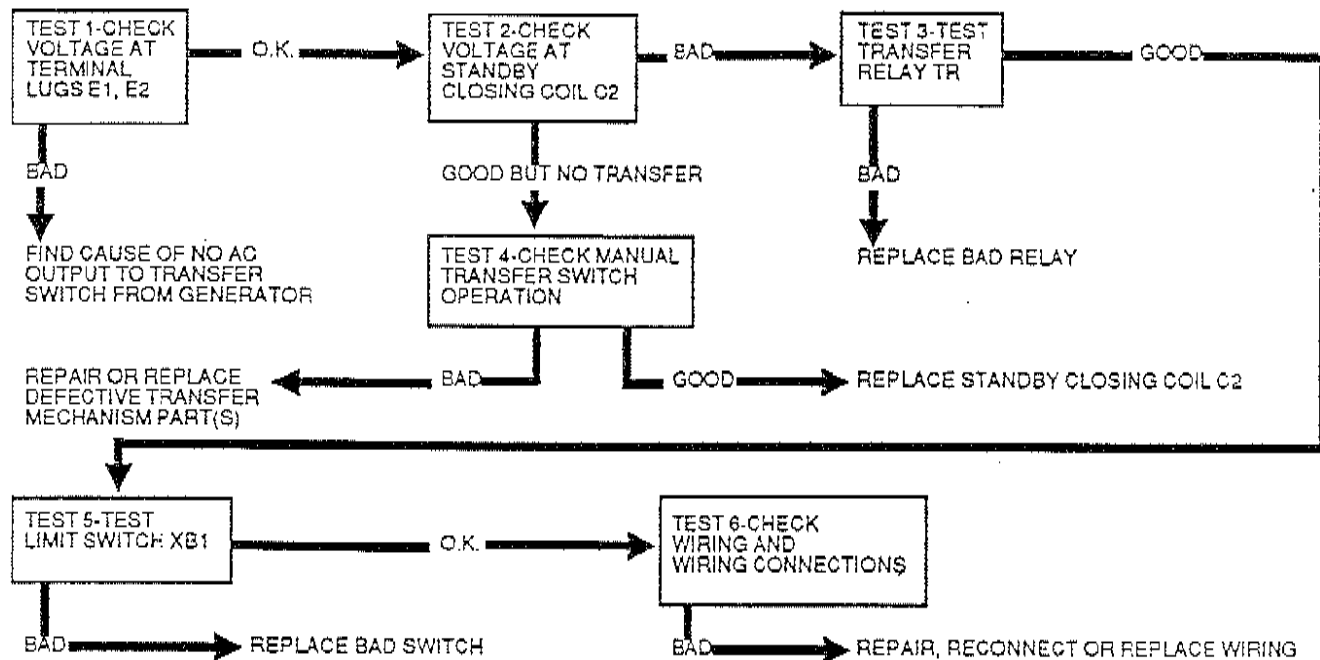 TEST 1-CHECK
VOLTAGE AT
TERMINAL
LUGS E1, E2
O.K.
TEST 2-CHECK
VOLTAGE AT
STANDBY
CLOSING COIL C2
BAD
TEST 3-TEST
TRANSFER
RELAY TR
GOOD
BAD
GOOD BUT NO TRANSFER
BAD
FIND CAUSE OF NO AC
OUTPUT TO TRANSFER
SWITCH FROM GENERATOR
TEST 4-CHECK MANUAL
TRANSFER SWITCH
OPERATION
REPLACE BAD RELAY
REPAIR OR REPLACE
DEFECTIVE TRANSFER
MECHANISM PART(S)
BAD
GOOD
REPLACE STANDBY CLOSING COIL C2
TEST 5-TEST
LIMIT SWITCH XB1
O.K.
TEST 6-CHECK
WIRING AND
WIRING CONNECTIONS
BAD
REPLACE BAD SWITCH
BAD
REPAIR, RECONNECT OR REPLACE WIRING